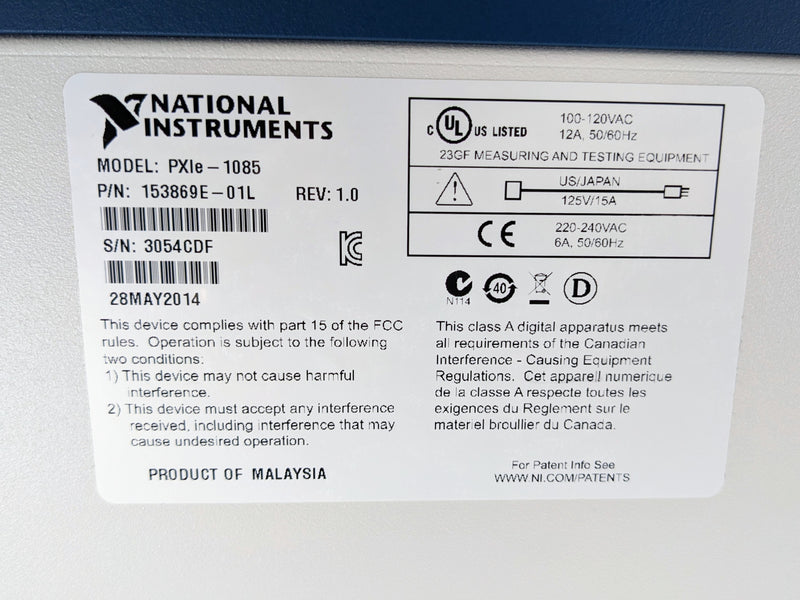 NATIONAL
INSTRUMENTS
MODEL: PXIe-1085
P/N: 153869E-01L REV: 1.0
S/N: 3054CDF
28MAY2014
This device complies with part 15 of the FCC
rules. Operation is subject to the following
two conditions:
1) This device may not cause harmful
interference.
2) This device must accept any interference
received, including interference that may
cause undesired operation.
PRODUCT OF MALAYSIA
C UL US LISTED
100-120VAC
12A, 50/60Hz
23GF MEASURING AND TESTING EQUIPMENT
US/JAPAN
125V/15A
CE
220-240VAC
6A, 50/60Hz
N114
40
D
This class A digital apparatus meets
all requirements of the Canadian
Interference - Causing Equipment
Regulations. Cet appareil numerique
de la classe A respecte toutes les
exigences du Reglement sur le
materiel broullier du Canada.
For Patent Info See
WWW.NI.COM/PATENTS